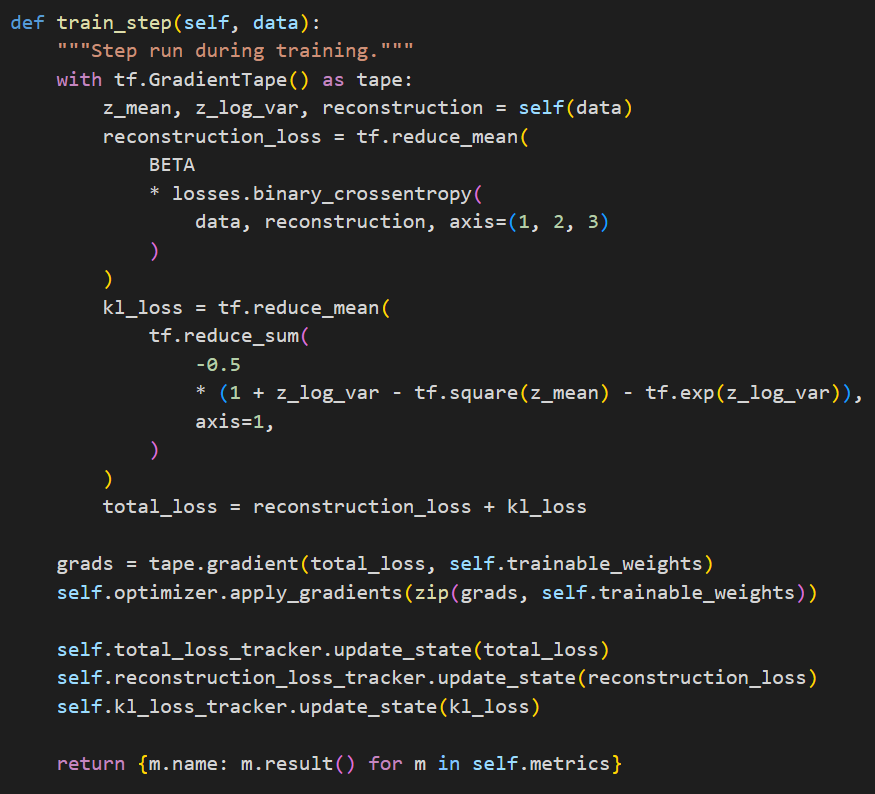 def train_step(self, data):
    """Step run during training."""
    with tf.GradientTape() as tape:
        z_mean, z_log_var, reconstruction = self(data)
        reconstruction_loss = tf.reduce_mean(
            BETA
            * losses.binary_crossentropy(
                data, reconstruction, axis=(1, 2, 3)
            )
        )
        kl_loss = tf.reduce_mean(
            tf.reduce_sum(
                -0.5
                * (1 + z_log_var - tf.square(z_mean) - tf.exp(z_log_var)),
                axis=1,
            )
        )
        total_loss = reconstruction_loss + kl_loss

    grads = tape.gradient(total_loss, self.trainable_weights)
    self.optimizer.apply_gradients(zip(grads, self.trainable_weights))

    self.total_loss_tracker.update_state(total_loss)
    self.reconstruction_loss_tracker.update_state(reconstruction_loss)
    self.kl_loss_tracker.update_state(kl_loss)

    return {m.name: m.result() for m in self.metrics}